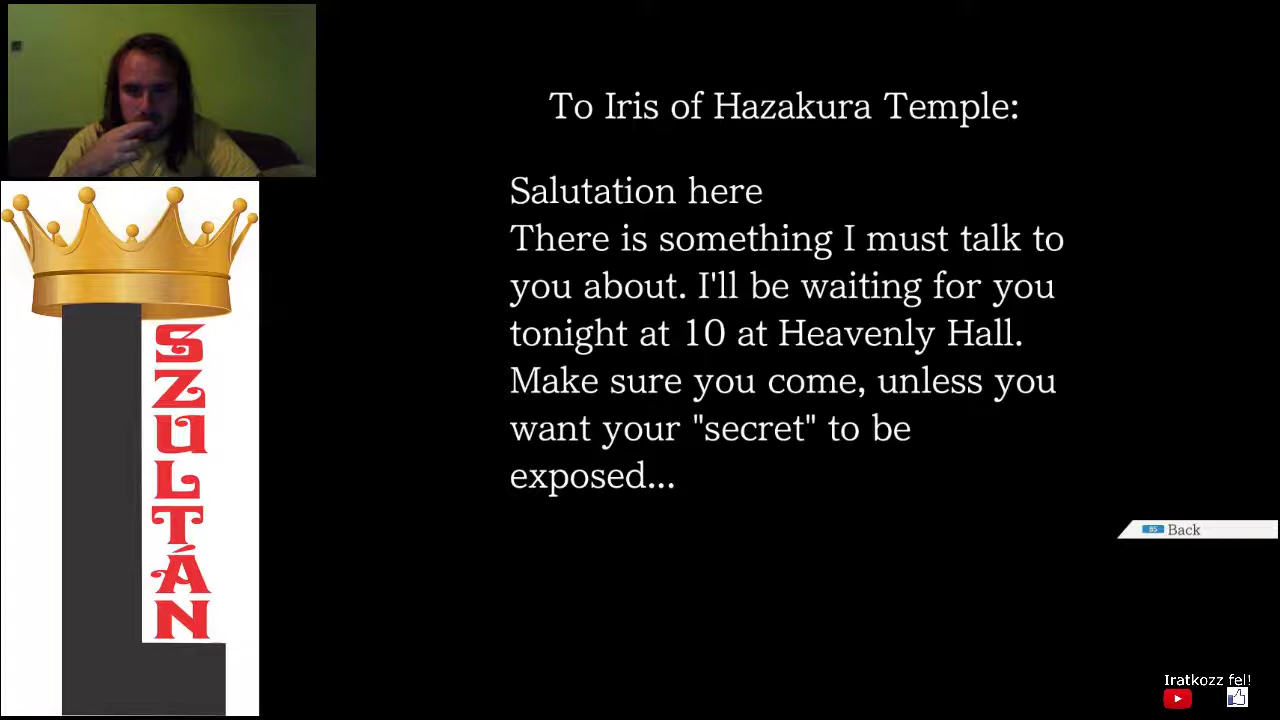 To Iris of Hazakura Temple:
Salutation here
There is something I must talk to
you about. I'll be waiting for you
tonight at 10 at Heavenly Hall.
Make sure you come, unless you
want your "secret" to be
exposed...
BS Back
L
SZULTÁN
Iratkozz fel!